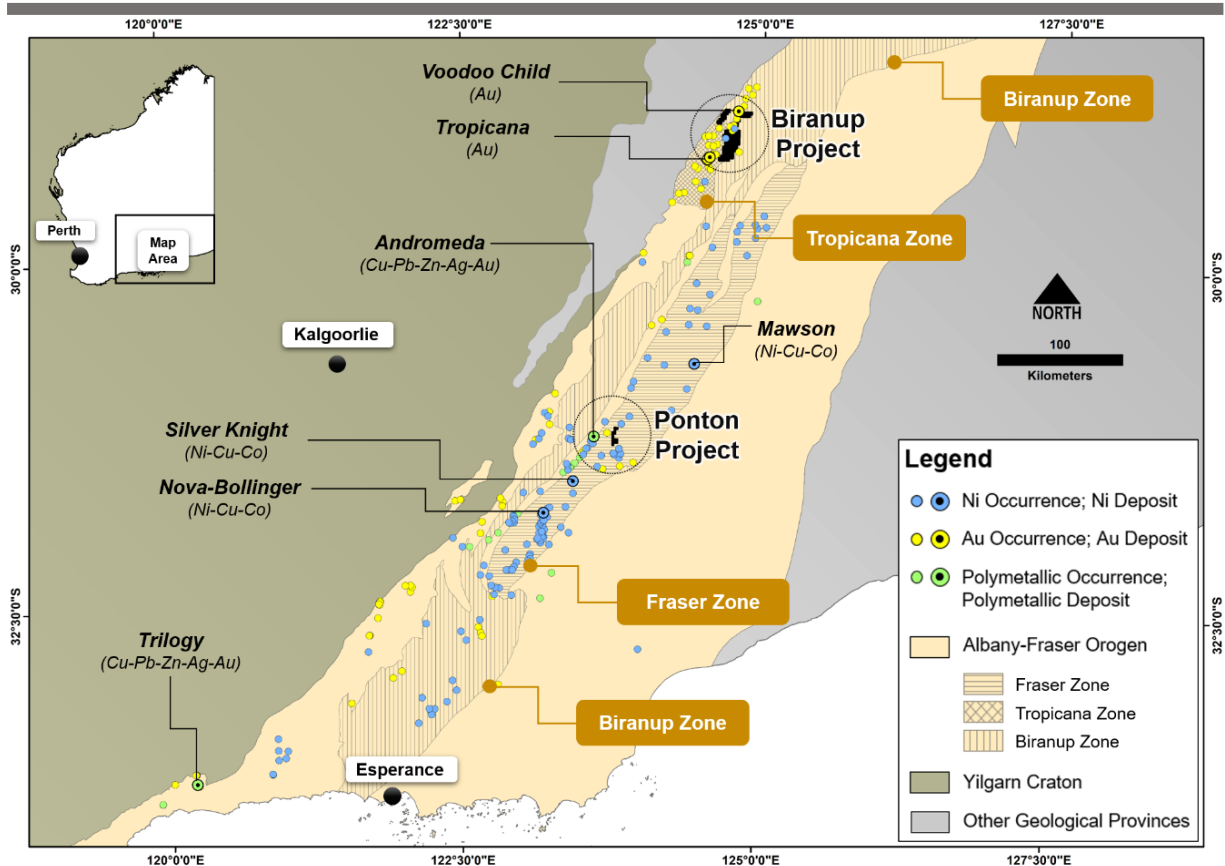 120°0'0"E
122°30'0"E
125°0'0"E
127°30'0"E
Voodoo Child
(Au)
Tropicana
(Au)
Biranup
Project
Biranup Zone
Perth
Map
Area
Andromeda
(Cu-Pb-Zn-Ag-Au)
Tropicana Zone
30°0'0"S
30°0'0"S
Kalgoorlie
Mawson
(Ni-Cu-Co)
NORTH
100
Kilometers
Silver Knight
(Ni-Cu-Co)
Ponton
Project
Nova-Bollinger
(Ni-Cu-Co)
Fraser Zone
32°30'0"S
32°30'0"S
Trilogy
(Cu-Pb-Zn-Ag-Au)
Biranup Zone
Esperance
Legend
Ni Occurrence; Ni Deposit
Au Occurrence; Au Deposit
Polymetallic Occurrence;
Polymetallic Deposit
Albany-Fraser Orogen
Fraser Zone
Tropicana Zone
Biranup Zone
Yilgarn Craton
Other Geological Provinces
120°0'0"E
122°30'0"E
125°0'0"E
127°30'0"E